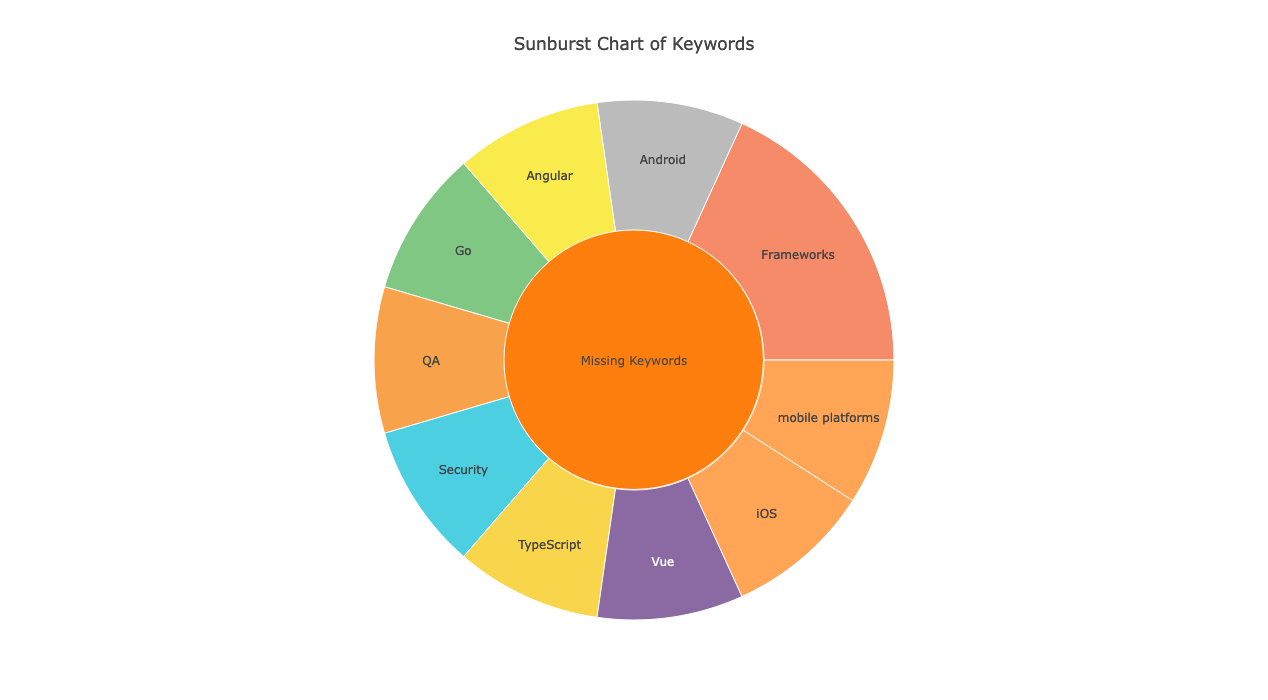 Sunburst Chart of Keywords
Android
Angular
Frameworks
Go
QA
Missing Keywords
mobile platforms
Security
iOS
TypeScript
Vue